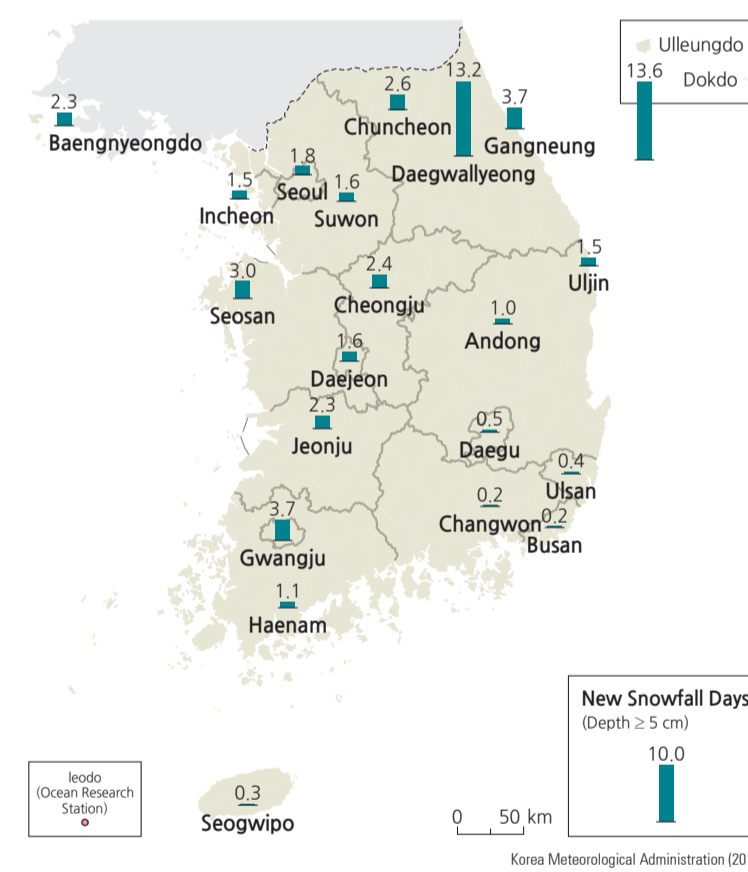 Ulleungdo
13.6
Dokdo
13.2
2.6
3.7
2.3
Chuncheon
Baengnyeongdo
Gangneung
1.8
Daegwallyeong
1.5
Seoul
1.6
Incheon
Suwon
1.5
3.0
2.4
Uljin
Seosan
Cheongju
1.0
Andong
1.6
Daejeon
2.3
0.5
Jeonju
Daegu
0.4
Ulsan
0.2
3.7
Changwon
0.2
Busan
Gwangju
1.1
Haenam
New Snowfall Days
(Depth ≥ 5 cm)
10.0
Ieodo
(Ocean Research
Station)
0.3
Seogwipo
0 50 km
Korea Meteorological Administration (20